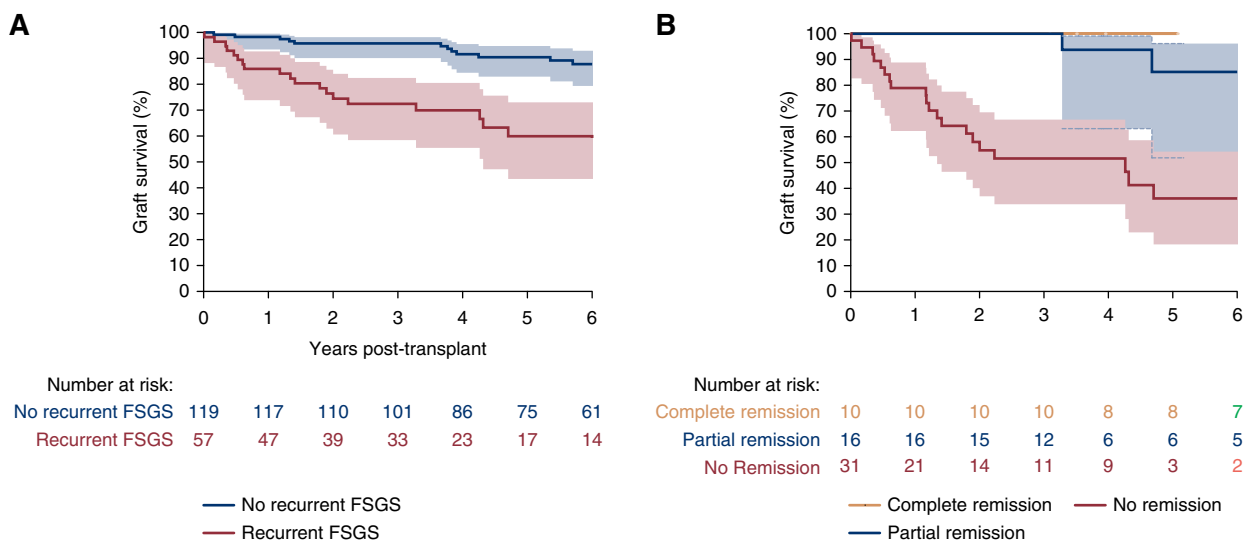 A
Graft survival (%)
100
90
80
70
60
50
40
30
20
10
0
0 1 2 3 4 5 6
Years post-transplant
Number at risk:
No recurrent FSGS 119 117 110 101 86 75 61
Recurrent FSGS 57 47 39 33 23 17 14
No recurrent FSGS
Recurrent FSGS
B
Graft survival (%)
100
90
80
70
60
50
40
30
20
10
0
0 1 2 3 4 5 6
Number at risk:
Complete remission 10 10 10 10 8 8 7
Partial remission 16 16 15 12 6 6 5
No Remission 31 21 14 11 9 3 2
Complete remission No remission
Partial remission